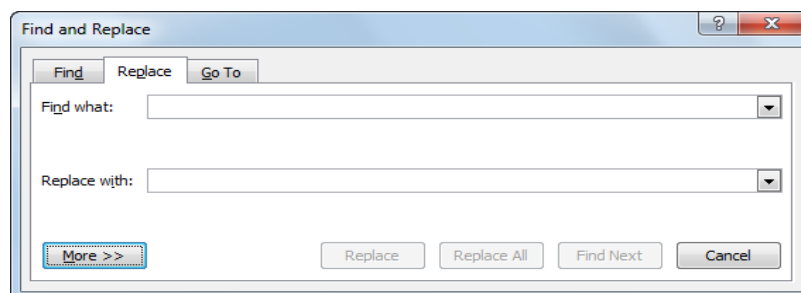 Find and Replace
Find Replace Go To
Find what:
Replace with:
More >> Replace Replace All Find Next Cancel